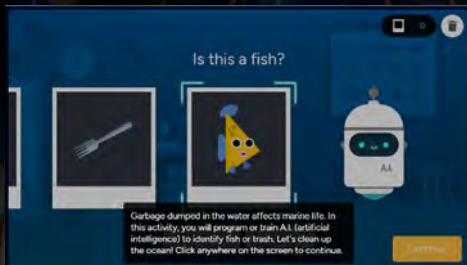 0
Is this a fish?
A.I.
Garbage dumped in the water affects marine life. In
this activity, you will program or train A.I. (artificial
intelligence) to identify fish or trash. Let's clean up
the ocean! Click anywhere on the screen to continue.
Continue